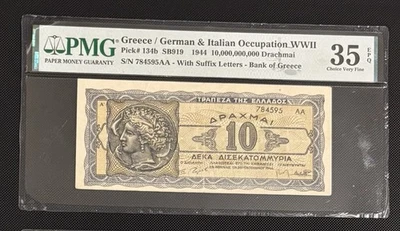 PMG
PAPER MONEY GUARANTY
Greece / German & Italian Occupation WWII
Pick# 134b SB919 1944 10,000,000,000 Drachmai
S/N 784595AA - With Suffix Letters - Bank of Greece
35 EPQ
Choice Very Fine
ΤΡΑΠΕΖΑ ΤΗΣ ΕΛΛΑΔΟΣ
784595 ΛΑ
ΔΡΑΧΜΑΙ
10
ΔΕΚΑ ΔΙΣΕΚΑΤΟΜΜΥΡΙΑ